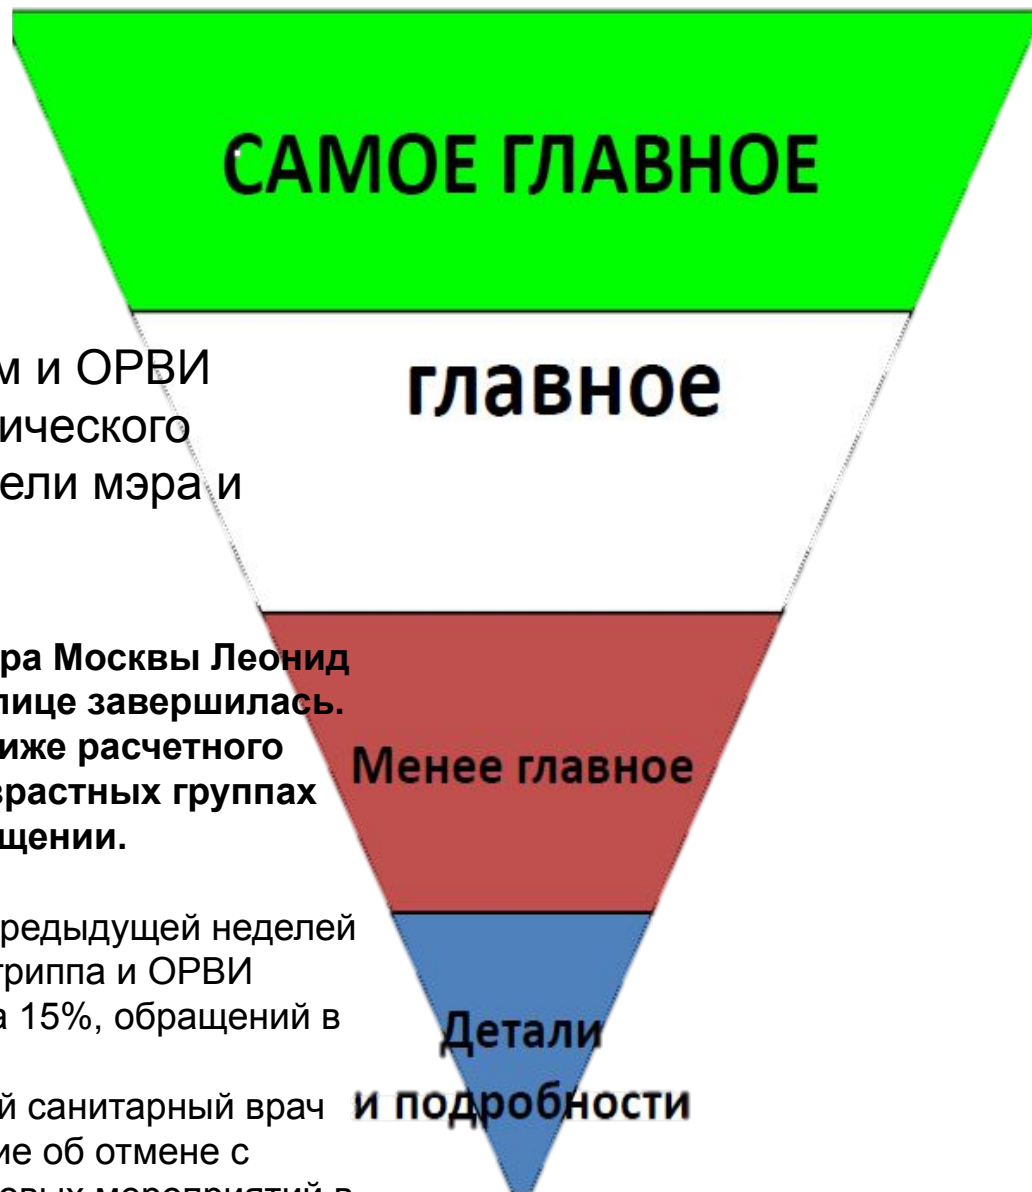 САМОЕ ГЛАВНОЕ
м и ОРВИ
ического
ели мэра и
главное
ра Москвы Леонид
лице завершилась.
иже расчетного
врастных группах
щении.
Менее главное
редыдущей неделей
гриппа и ОРВИ
а 15%, обращений в
й санитарный врач
ие об отмене с
Детали
и подробности